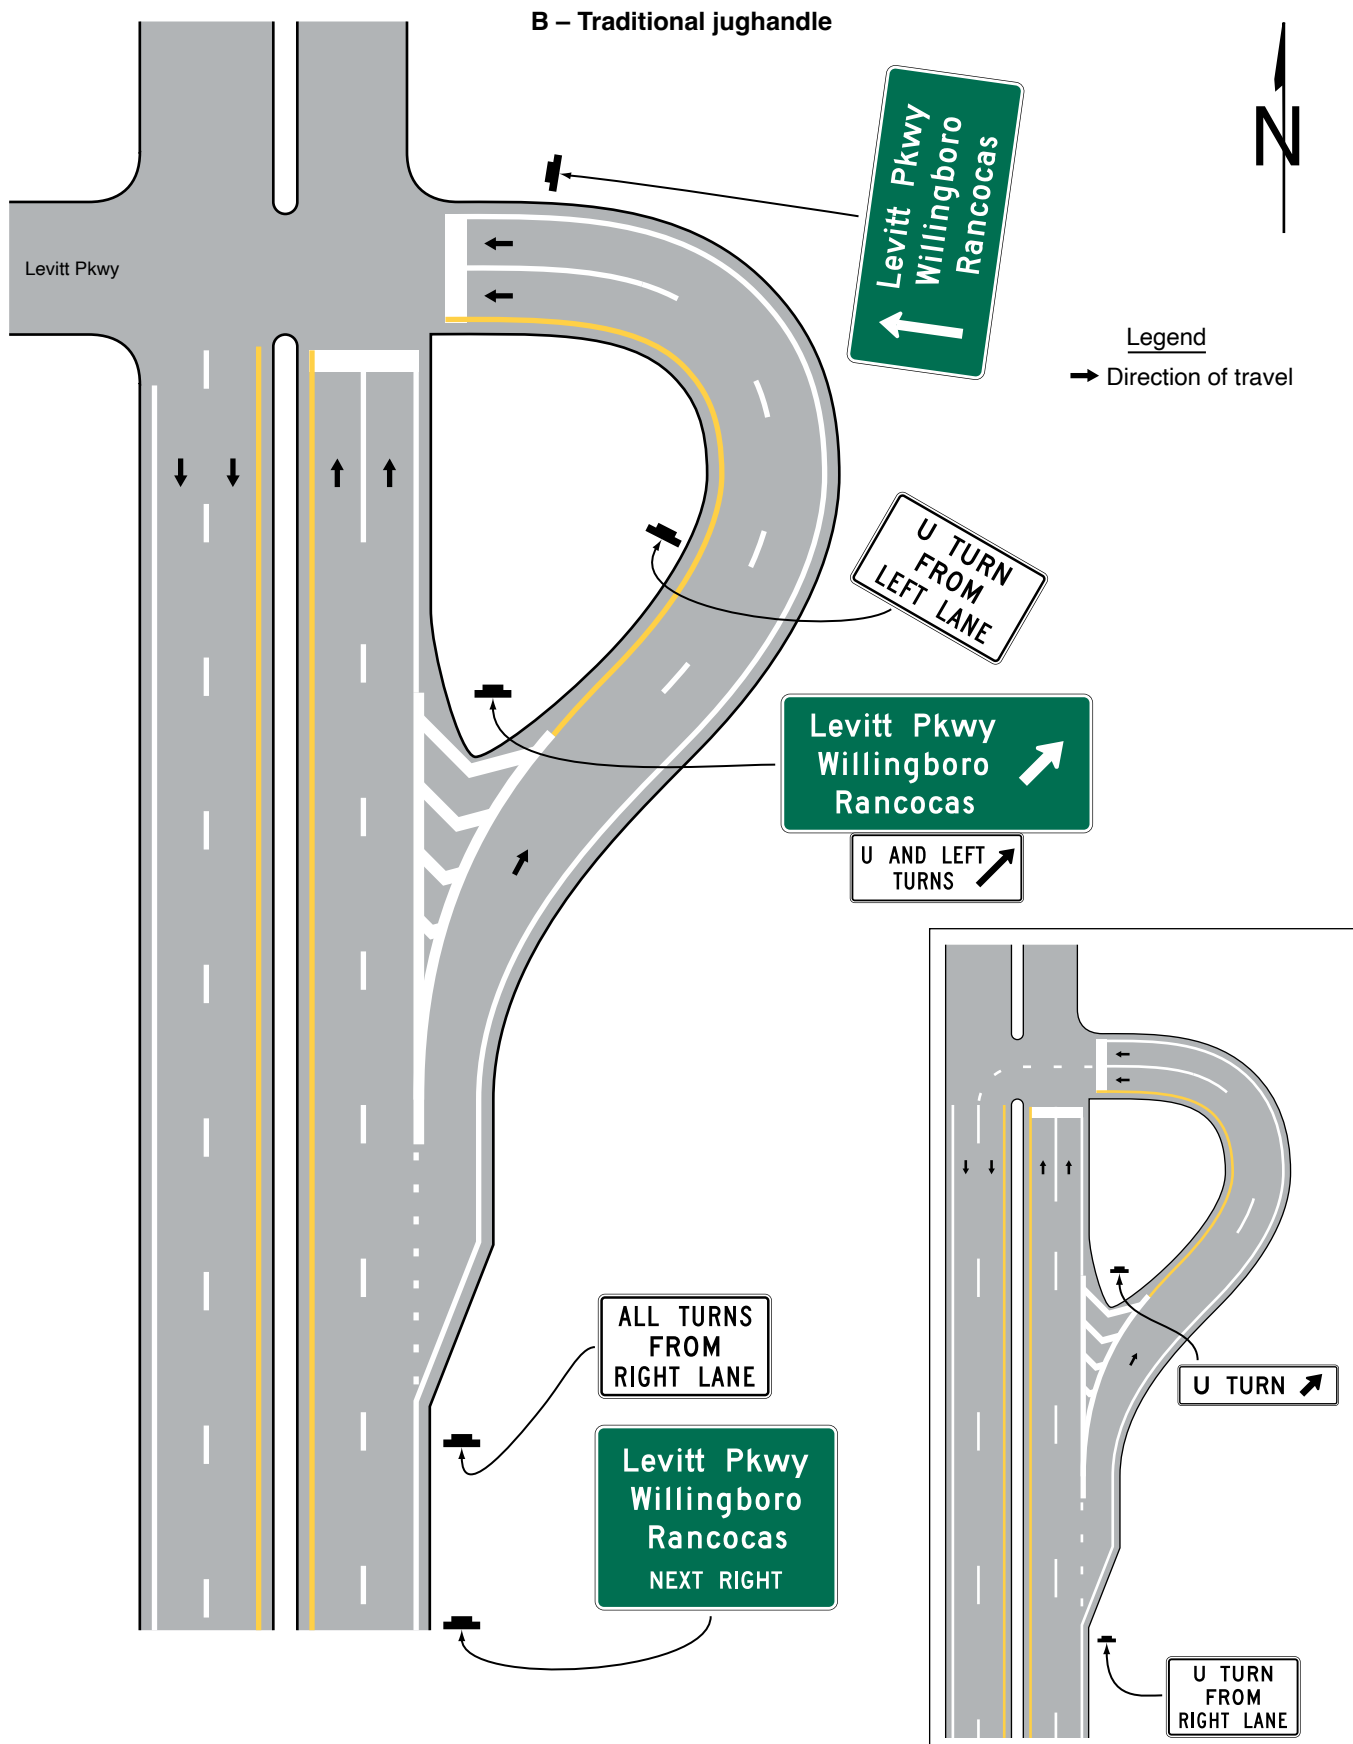 B – Traditional jughandle
N
Levitt Pkwy
Willingboro
Rancocas
Levitt Pkwy
Legend
Direction of travel
U TURN
FROM
LEFT LANE
Levitt Pkwy
Willingboro
Rancocas
U AND LEFT
TURNS
ALL TURNS
FROM
RIGHT LANE
Levitt Pkwy
Willingboro
Rancocas
NEXT RIGHT
U TURN
U TURN
FROM
RIGHT LANE